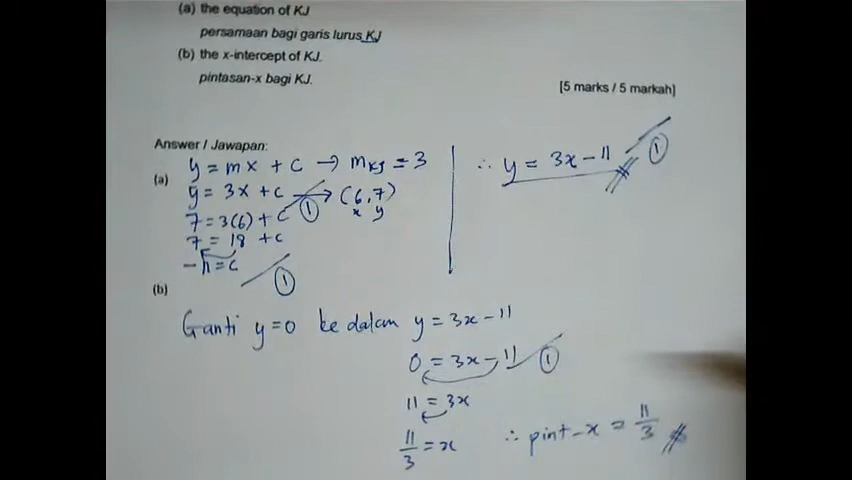 (a) the equation of KJ
persamaan bagi garis lurus KJ
(b) the x-intercept of KJ.
pintasan-x bagi KJ.
[5 marks / 5 markah]
Answer / Jawapan:
(a)
y = mx + c → mKJ = 3
y = 3x + c → (6,7)
x y
7 = 3(6) + c ①
7 = 18 + c
-11 = c ①
∴ y = 3x - 11 ①
(b)
Ganti y=0 ke dalam y = 3x - 11
0 = 3x - 11 ①
11 = 3x
11/3 = x ∴ pint-x = 11/3